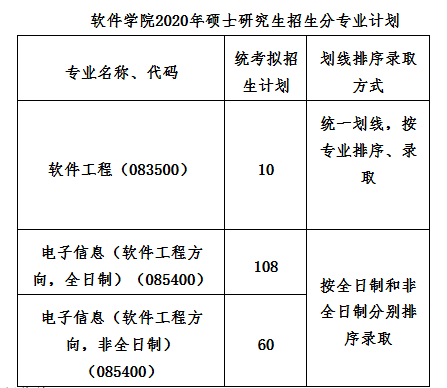 软件学院2020年硕士研究生招生分专业计划
专业名称、代码
统考拟招
生计划
划线排序录取
方式
软件工程（083500）
10
统一划线，按
专业排序、录
取
电子信息（软件工程方
向，全日制）（085400）
108
按全日制和非
全日制分别排
序录取
电子信息（软件工程方
向，非全日制）
（085400）
60